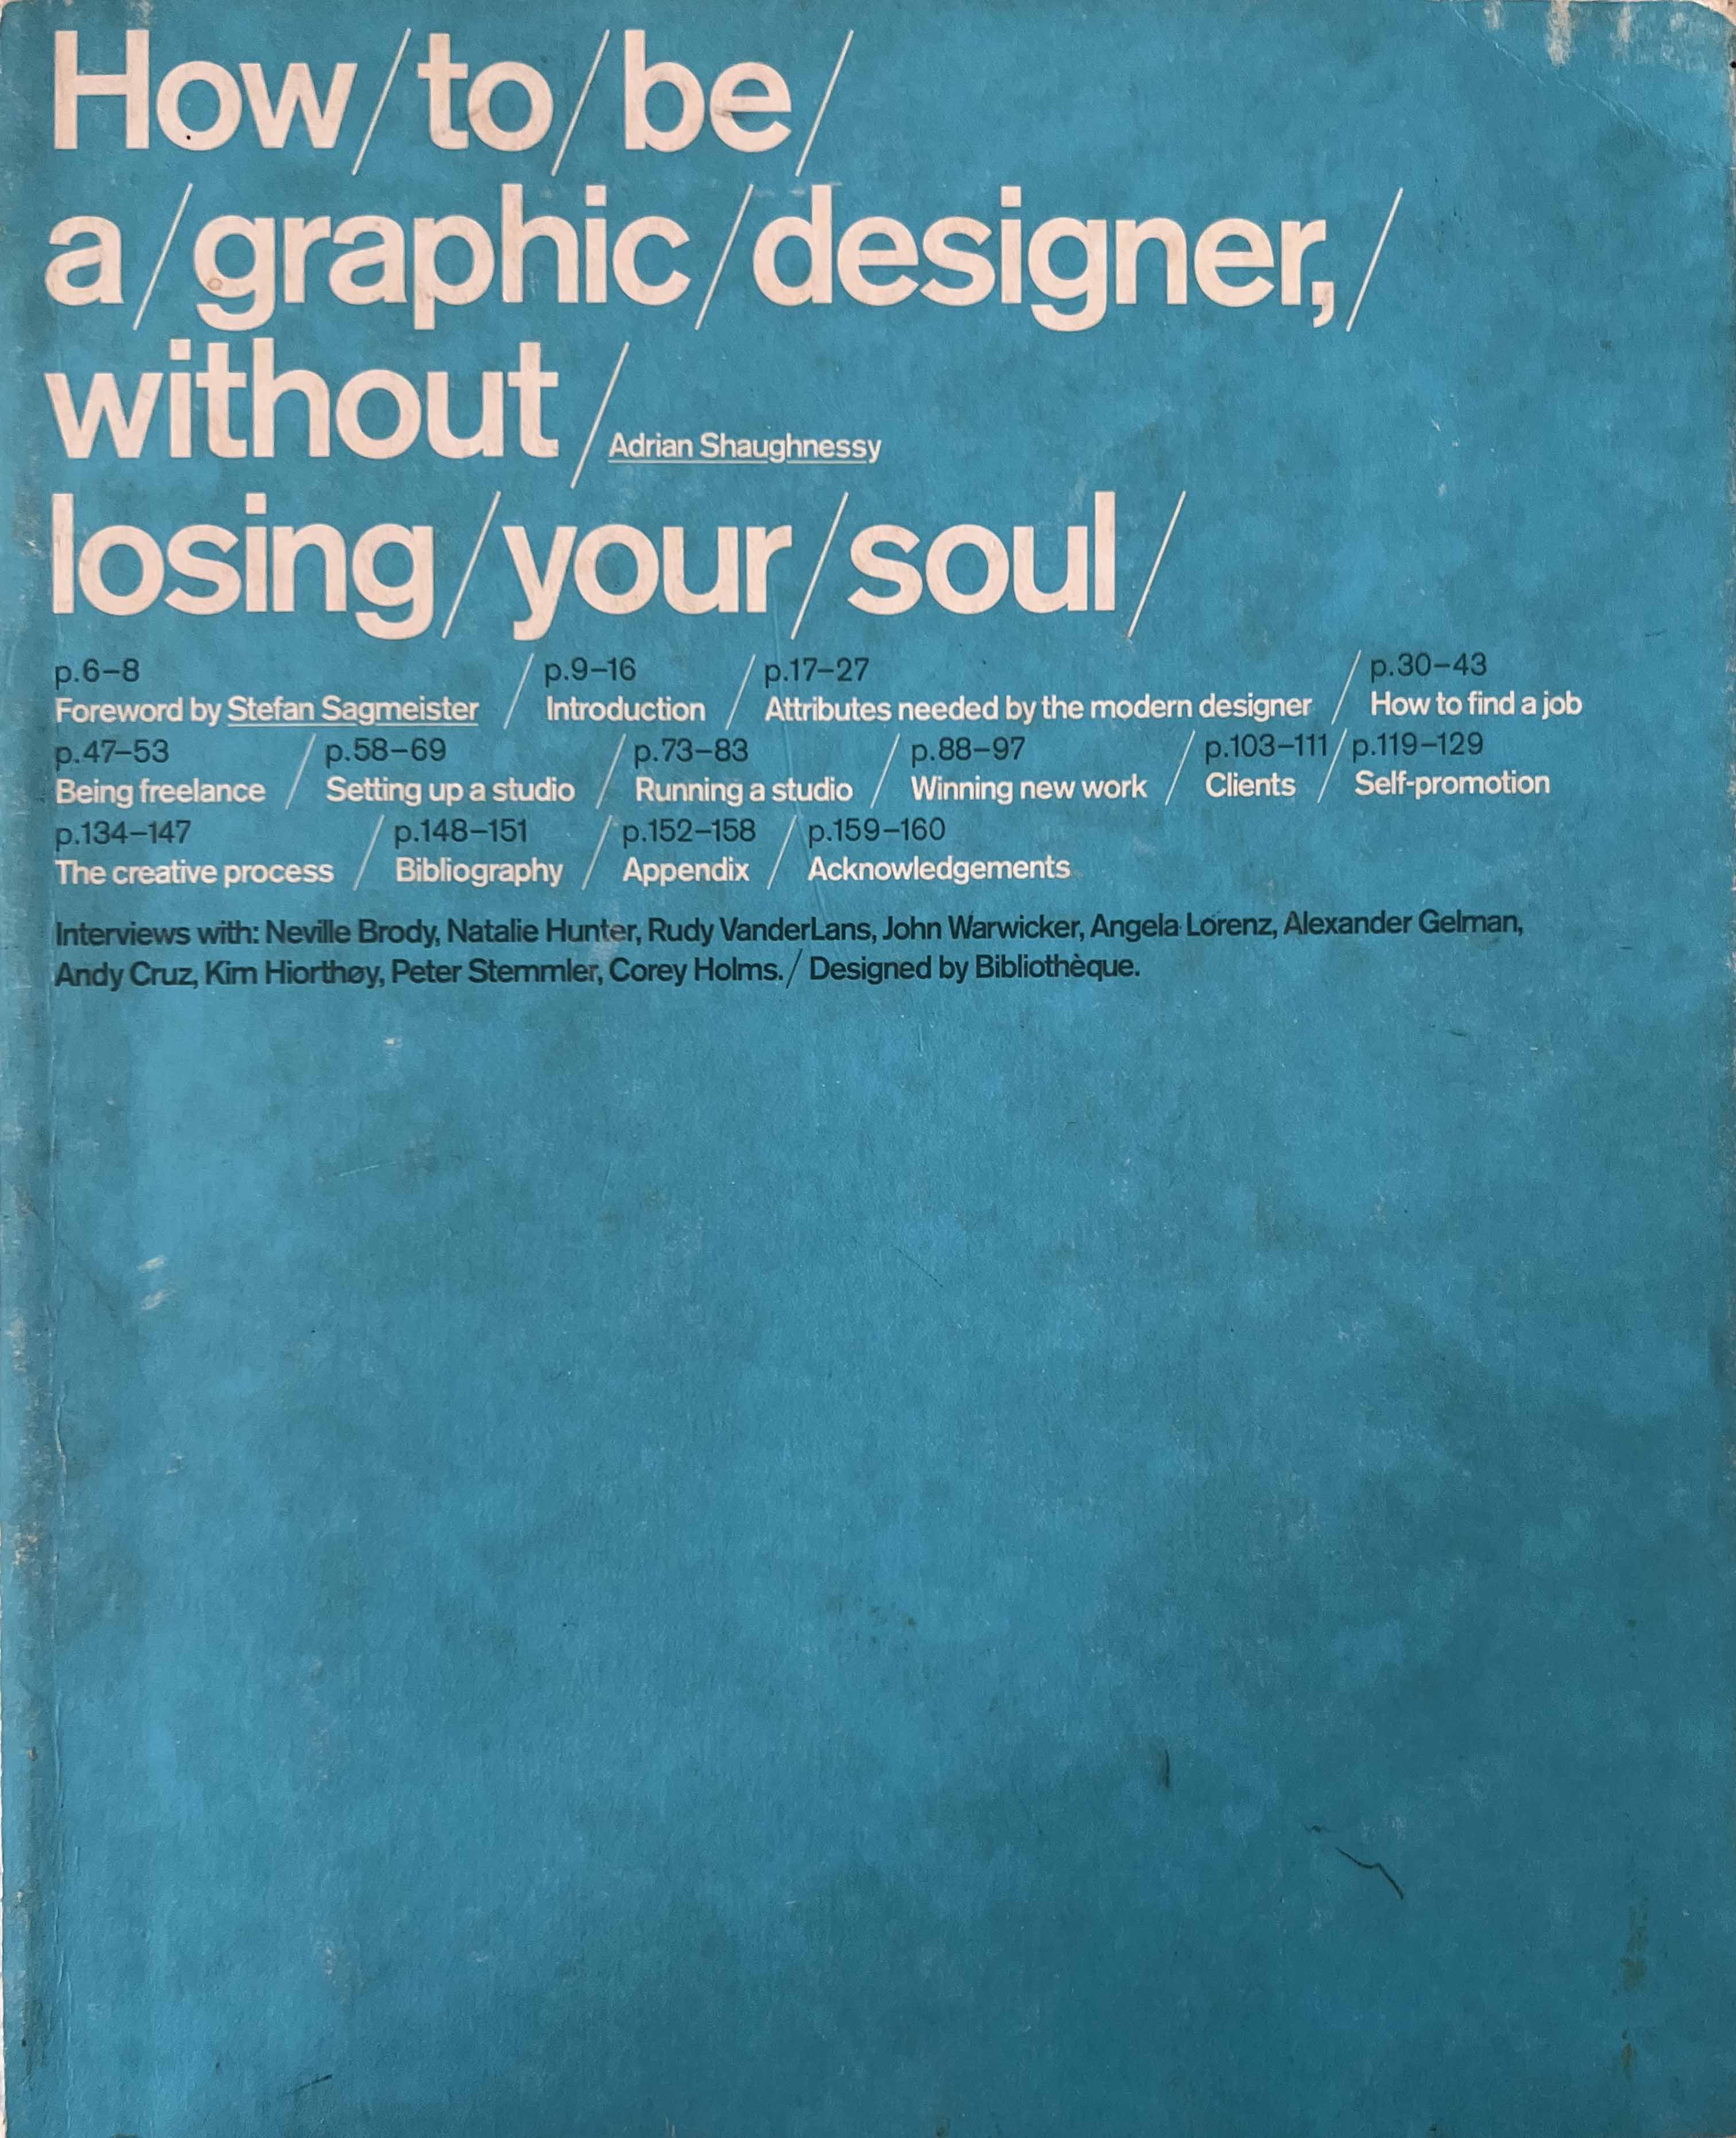 How/to/be/
a/graphic/designer,/
without/Adrian Shaughnessy
losing/your/soul/
p.6–8 / p.9–16 / p.17–27 / p.30–43
Foreword by Stefan Sagmeister / Introduction / Attributes needed by the modern designer / How to find a job
p.47–53 / p.58–69 / p.73–83 / p.88–97 / p.103–111 / p.119–129
Being freelance / Setting up a studio / Running a studio / Winning new work / Clients / Self-promotion
p.134–147 / p.148–151 / p.152–158 / p.159–160
The creative process / Bibliography / Appendix / Acknowledgements
Interviews with: Neville Brody, Natalie Hunter, Rudy VanderLans, John Warwicker, Angela Lorenz, Alexander Gelman,
Andy Cruz, Kim Hiorthøy, Peter Stemmler, Corey Holms./ Designed by Bibliothèque.